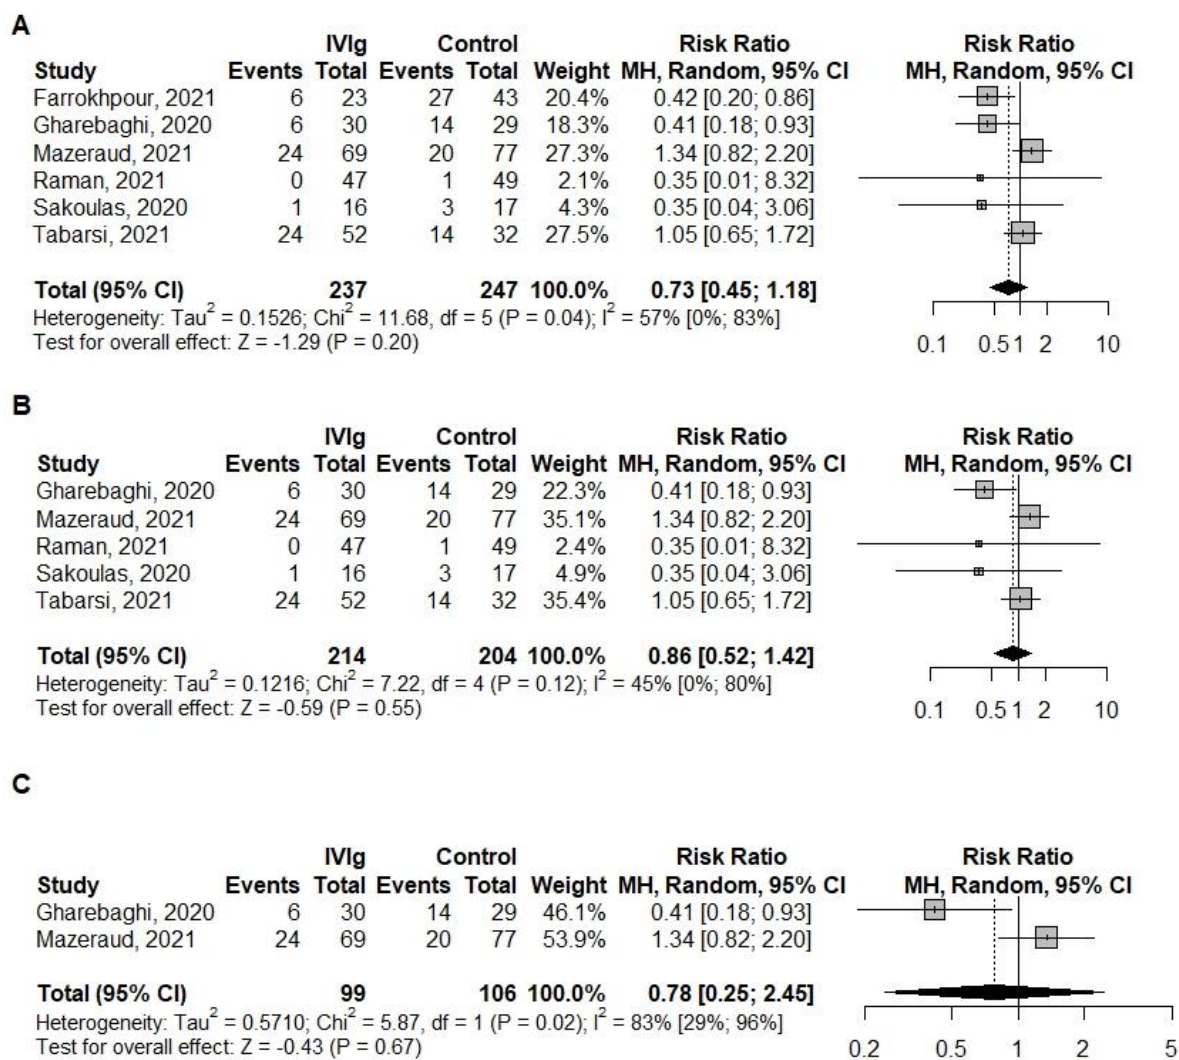 A
IVIg Control Risk Ratio Risk Ratio
Study Events Total Events Total Weight MH, Random, 95% CI MH, Random, 95% CI
Farrokhpour, 2021 6 23 27 43 20.4% 0.42 [0.20; 0.86]
Gharebaghi, 2020 6 30 14 29 18.3% 0.41 [0.18; 0.93]
Mazeraud, 2021 24 69 20 77 27.3% 1.34 [0.82; 2.20]
Raman, 2021 0 47 1 49 2.1% 0.35 [0.01; 8.32]
Sakoulas, 2020 1 16 3 17 4.3% 0.35 [0.04; 3.06]
Tabarsi, 2021 24 52 14 32 27.5% 1.05 [0.65; 1.72]
Total (95% CI) 237 247 100.0% 0.73 [0.45; 1.18]
Heterogeneity: Tau² = 0.1526; Chi² = 11.68, df = 5 (P = 0.04); I² = 57% [0%; 83%]
Test for overall effect: Z = -1.29 (P = 0.20)
0.1 0.5 1 2 10
B
IVIg Control Risk Ratio Risk Ratio
Study Events Total Events Total Weight MH, Random, 95% CI MH, Random, 95% CI
Gharebaghi, 2020 6 30 14 29 22.3% 0.41 [0.18; 0.93]
Mazeraud, 2021 24 69 20 77 35.1% 1.34 [0.82; 2.20]
Raman, 2021 0 47 1 49 2.4% 0.35 [0.01; 8.32]
Sakoulas, 2020 1 16 3 17 4.9% 0.35 [0.04; 3.06]
Tabarsi, 2021 24 52 14 32 35.4% 1.05 [0.65; 1.72]
Total (95% CI) 214 204 100.0% 0.86 [0.52; 1.42]
Heterogeneity: Tau² = 0.1216; Chi² = 7.22, df = 4 (P = 0.12); I² = 45% [0%; 80%]
Test for overall effect: Z = -0.59 (P = 0.55)
0.1 0.5 1 2 10
C
IVIg Control Risk Ratio Risk Ratio
Study Events Total Events Total Weight MH, Random, 95% CI MH, Random, 95% CI
Gharebaghi, 2020 6 30 14 29 46.1% 0.41 [0.18; 0.93]
Mazeraud, 2021 24 69 20 77 53.9% 1.34 [0.82; 2.20]
Total (95% CI) 99 106 100.0% 0.78 [0.25; 2.45]
Heterogeneity: Tau² = 0.5710; Chi² = 5.87, df = 1 (P = 0.02); I² = 83% [29%; 96%]
Test for overall effect: Z = -0.43 (P = 0.67)
0.2 0.5 1 2 5